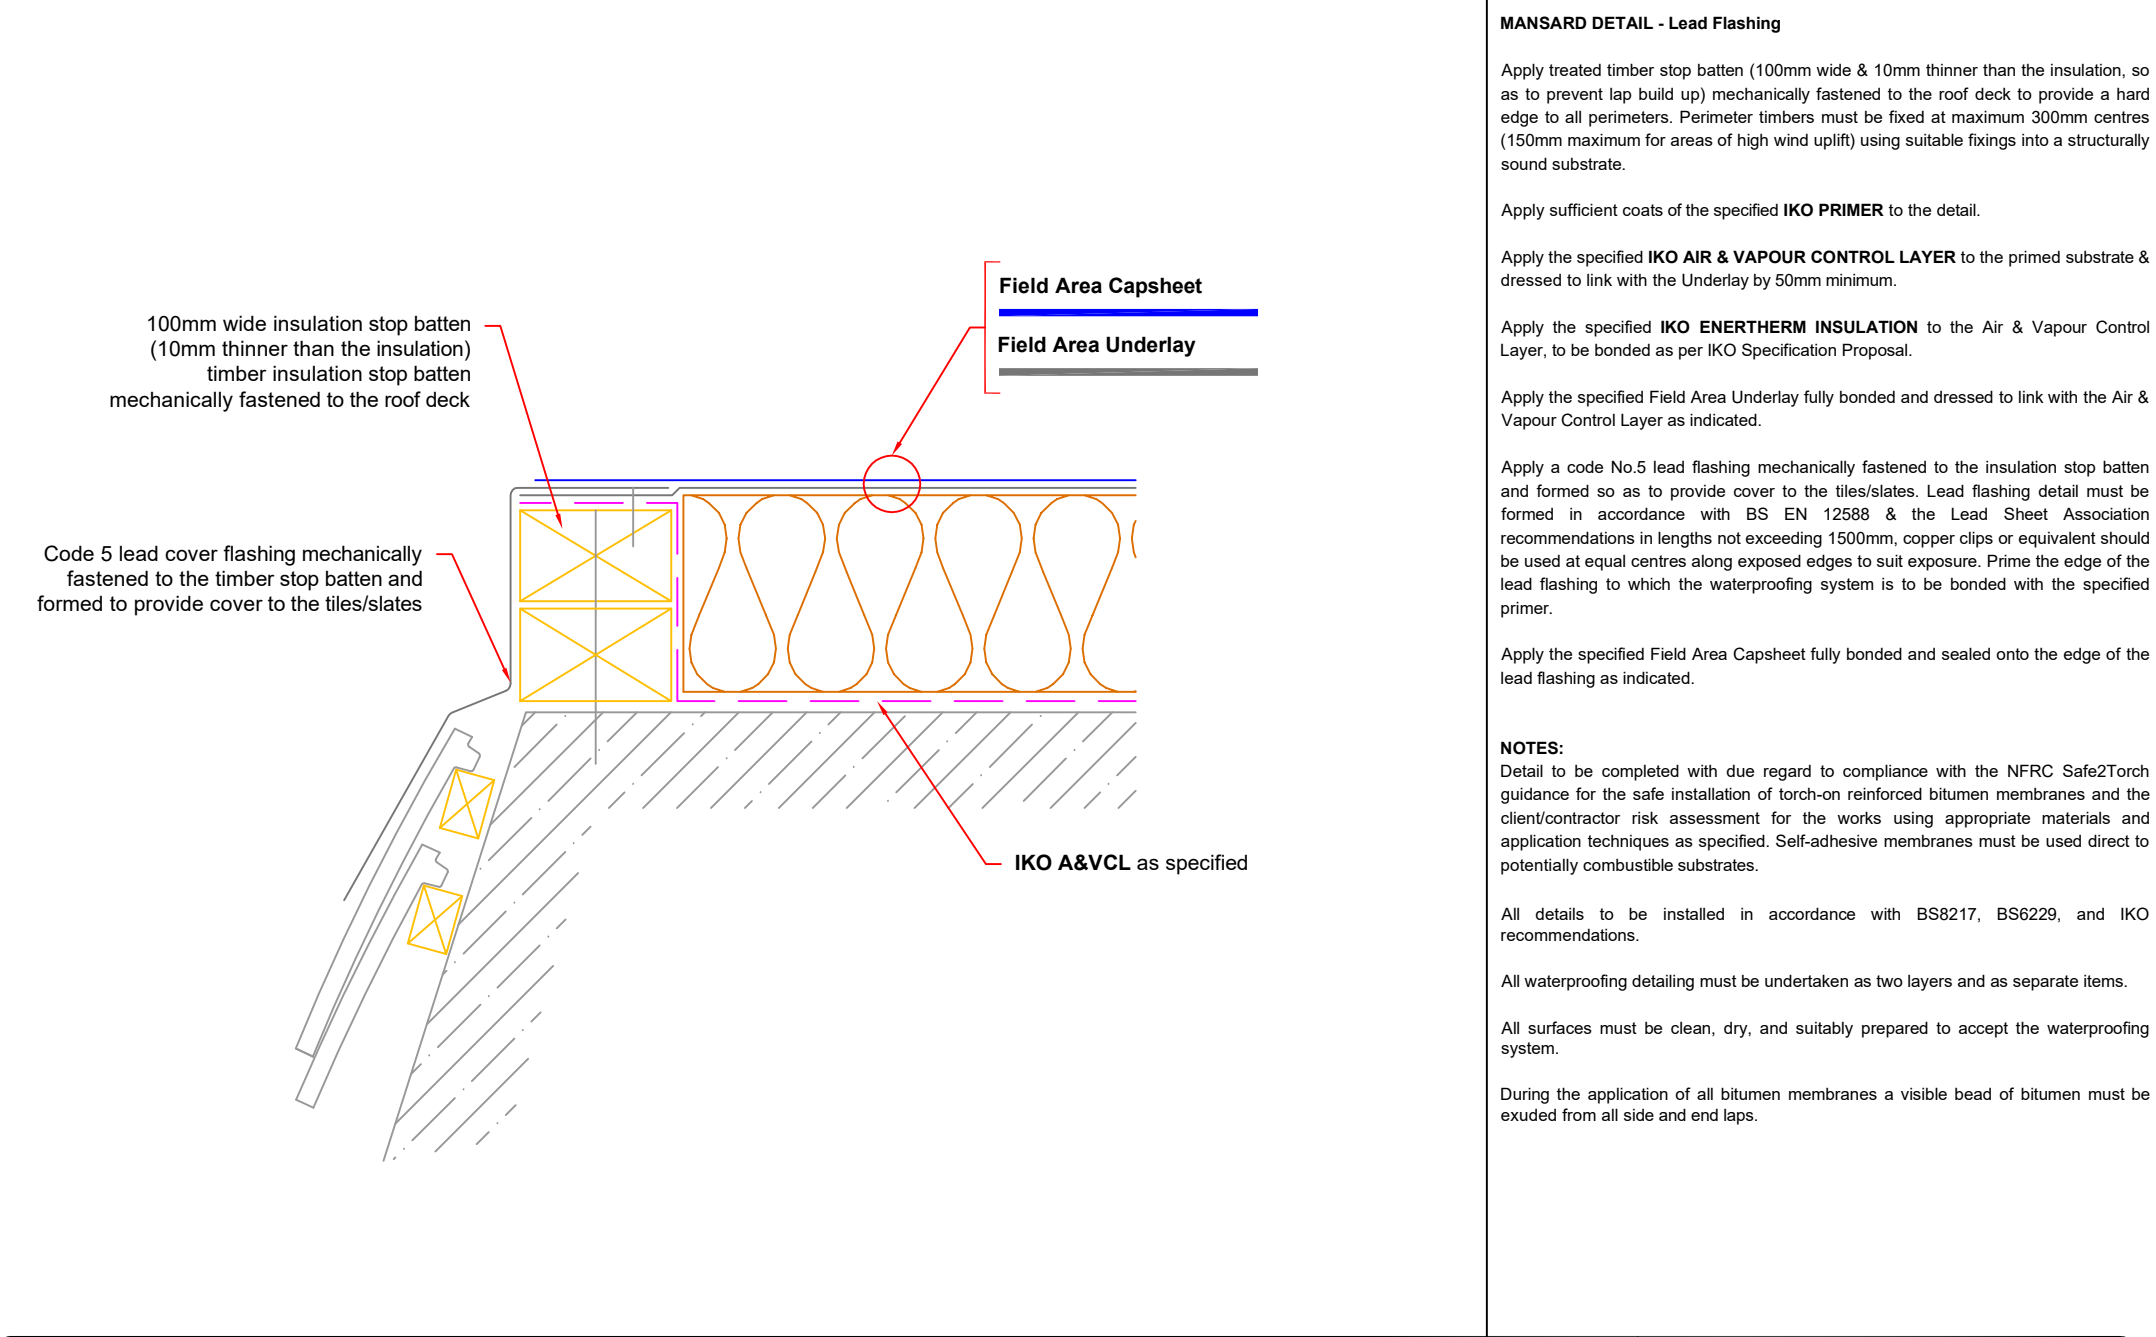 Field Area Capsheet
Field Area Underlay
100mm wide insulation stop batten
(10mm thinner than the insulation)
timber insulation stop batten
mechanically fastened to the roof deck
Code 5 lead cover flashing mechanically
fastened to the timber stop batten and
formed to provide cover to the tiles/slates
IKO A&VCL as specified
MANSARD DETAIL - Lead Flashing
Apply treated timber stop batten (100mm wide & 10mm thinner than the insulation, so
as to prevent lap build up) mechanically fastened to the roof deck to provide a hard
edge to all perimeters. Perimeter timbers must be fixed at maximum 300mm centres
(150mm maximum for areas of high wind uplift) using suitable fixings into a structurally
sound substrate.
Apply sufficient coats of the specified IKO PRIMER to the detail.
Apply the specified IKO AIR & VAPOUR CONTROL LAYER to the primed substrate &
dressed to link with the Underlay by 50mm minimum.
Apply the specified IKO ENERTHERM INSULATION to the Air & Vapour Control
Layer, to be bonded as per IKO Specification Proposal.
Apply the specified Field Area Underlay fully bonded and dressed to link with the Air &
Vapour Control Layer as indicated.
Apply a code No.5 lead flashing mechanically fastened to the insulation stop batten
and formed so as to provide cover to the tiles/slates. Lead flashing detail must be
formed in accordance with BS EN 12588 & the Lead Sheet Association
recommendations in lengths not exceeding 1500mm, copper clips or equivalent should
be used at equal centres along exposed edges to suit exposure. Prime the edge of the
lead flashing to which the waterproofing system is to be bonded with the specified
primer.
Apply the specified Field Area Capsheet fully bonded and sealed onto the edge of the
lead flashing as indicated.
NOTES:
Detail to be completed with due regard to compliance with the NFRC Safe2Torch
guidance for the safe installation of torch-on reinforced bitumen membranes and the
client/contractor risk assessment for the works using appropriate materials and
application techniques as specified. Self-adhesive membranes must be used direct to
potentially combustible substrates.
All details to be installed in accordance with BS8217, BS6229, and IKO
recommendations.
All waterproofing detailing must be undertaken as two layers and as separate items.
All surfaces must be clean, dry, and suitably prepared to accept the waterproofing
system.
During the application of all bitumen membranes a visible bead of bitumen must be
exuded from all side and end laps.